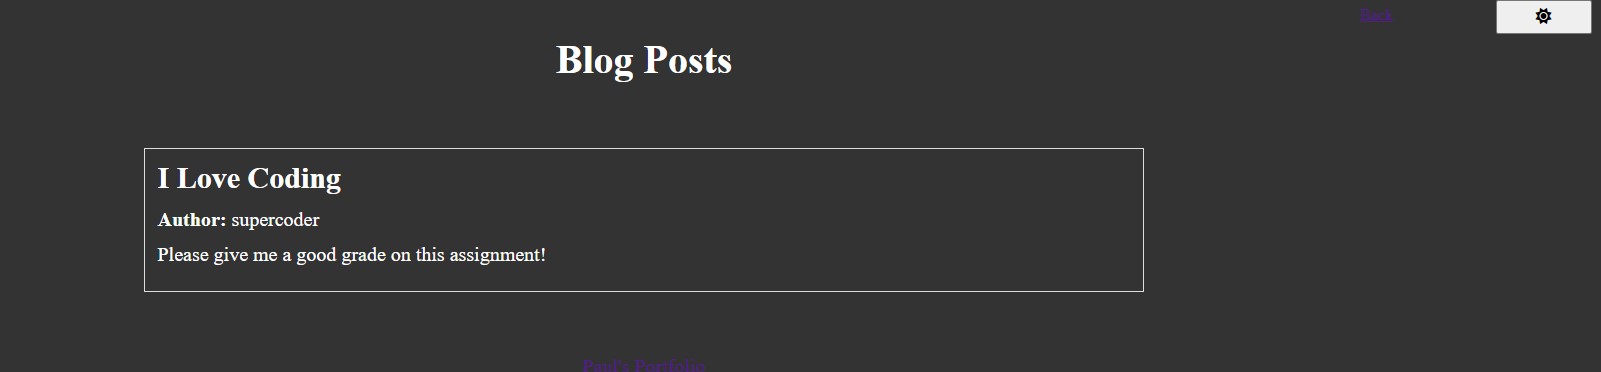 Back
Blog Posts
I Love Coding
Author: supercoder
Please give me a good grade on this assignment!
Paul's Portfolio